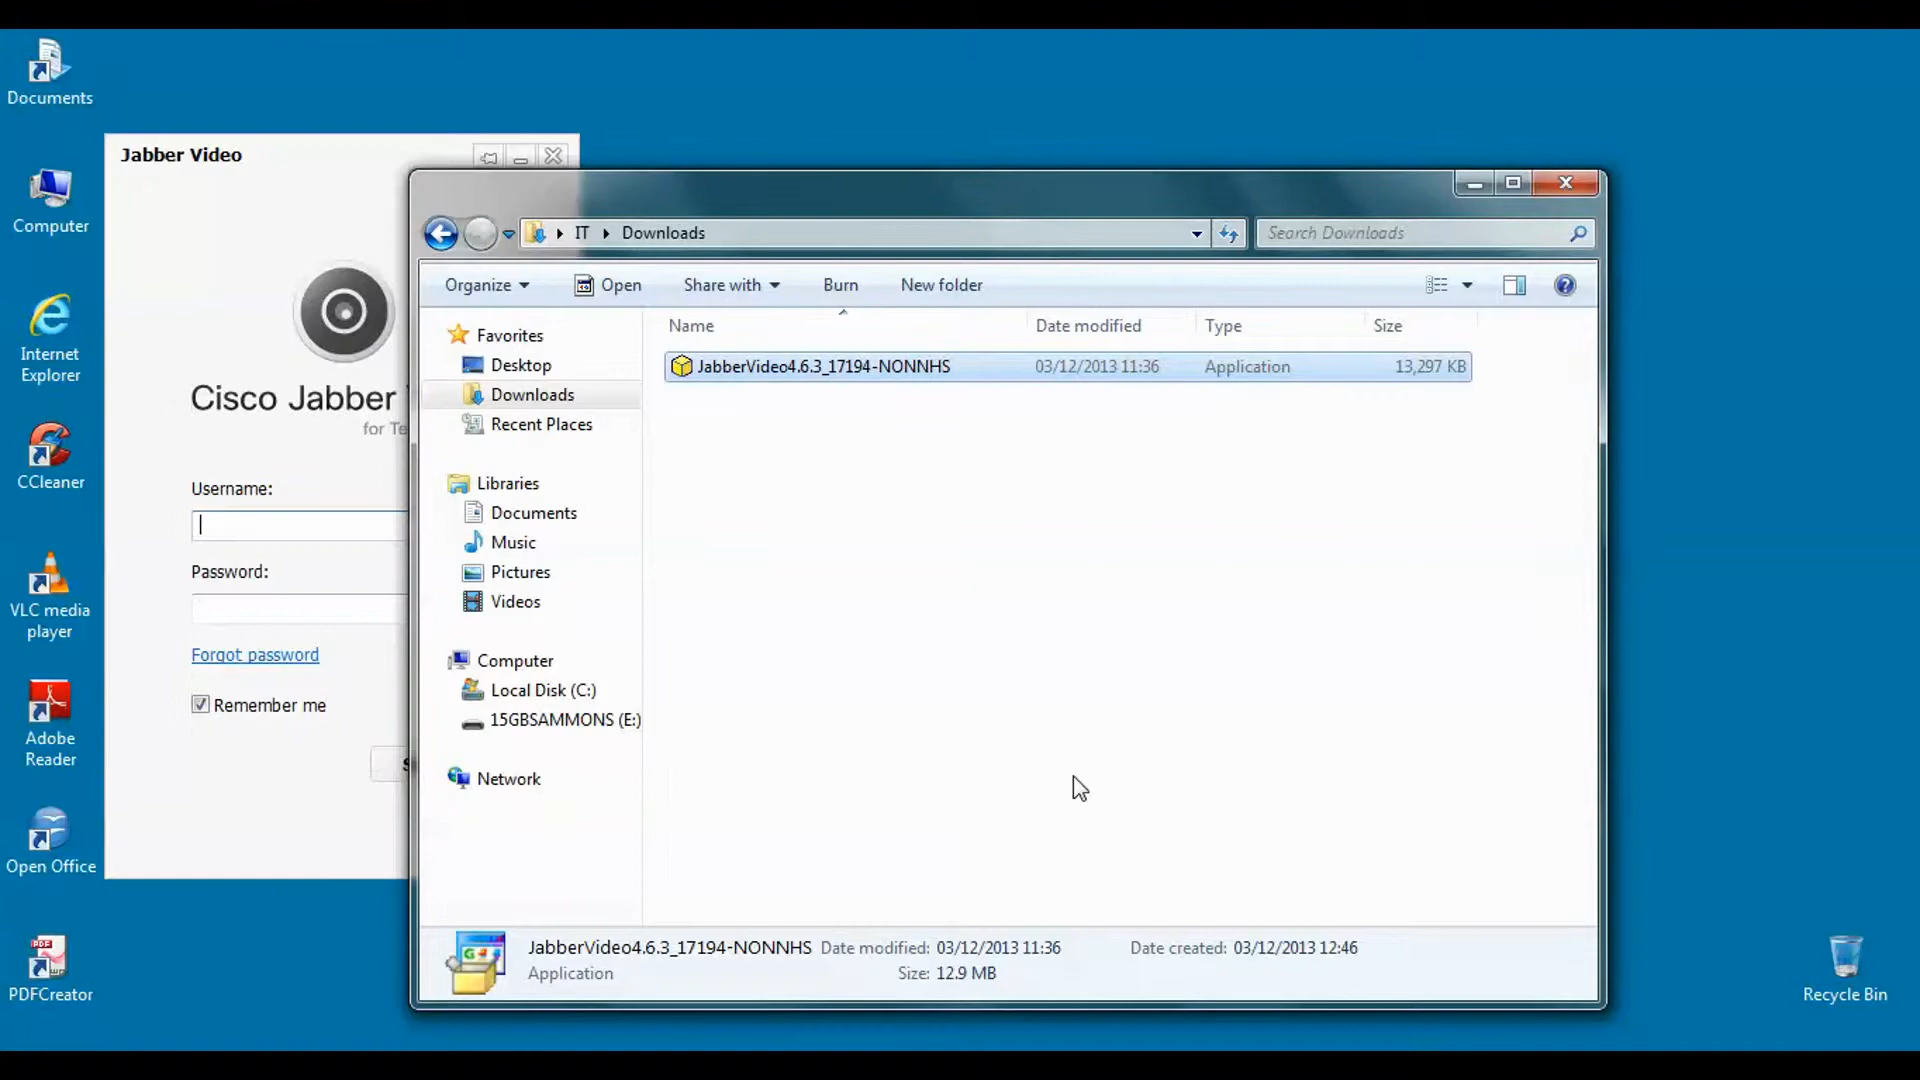 Documents
Computer
Internet
Explorer
CCleaner
VLC media
player
Adobe
Reader
Open Office
PDFCreator
Recycle Bin
Jabber Video
Cisco Jabber
for Te
Username:
Password:
Forgot password
Remember me
IT
Downloads
Search Downloads
Organize
Open
Share with
Burn
New folder
Favorites
Desktop
Downloads
Recent Places
Libraries
Documents
Music
Pictures
Videos
Computer
Local Disk (C:)
15GBSAMMONS (E:)
Network
Name Date modified Type Size
JabberVideo4.6.3_17194-NONNHS 03/12/2013 11:36 Application 13,297 KB
JabberVideo4.6.3_17194-NONNHS Date modified: 03/12/2013 11:36 Date created: 03/12/2013 12:46
Application Size: 12.9 MB